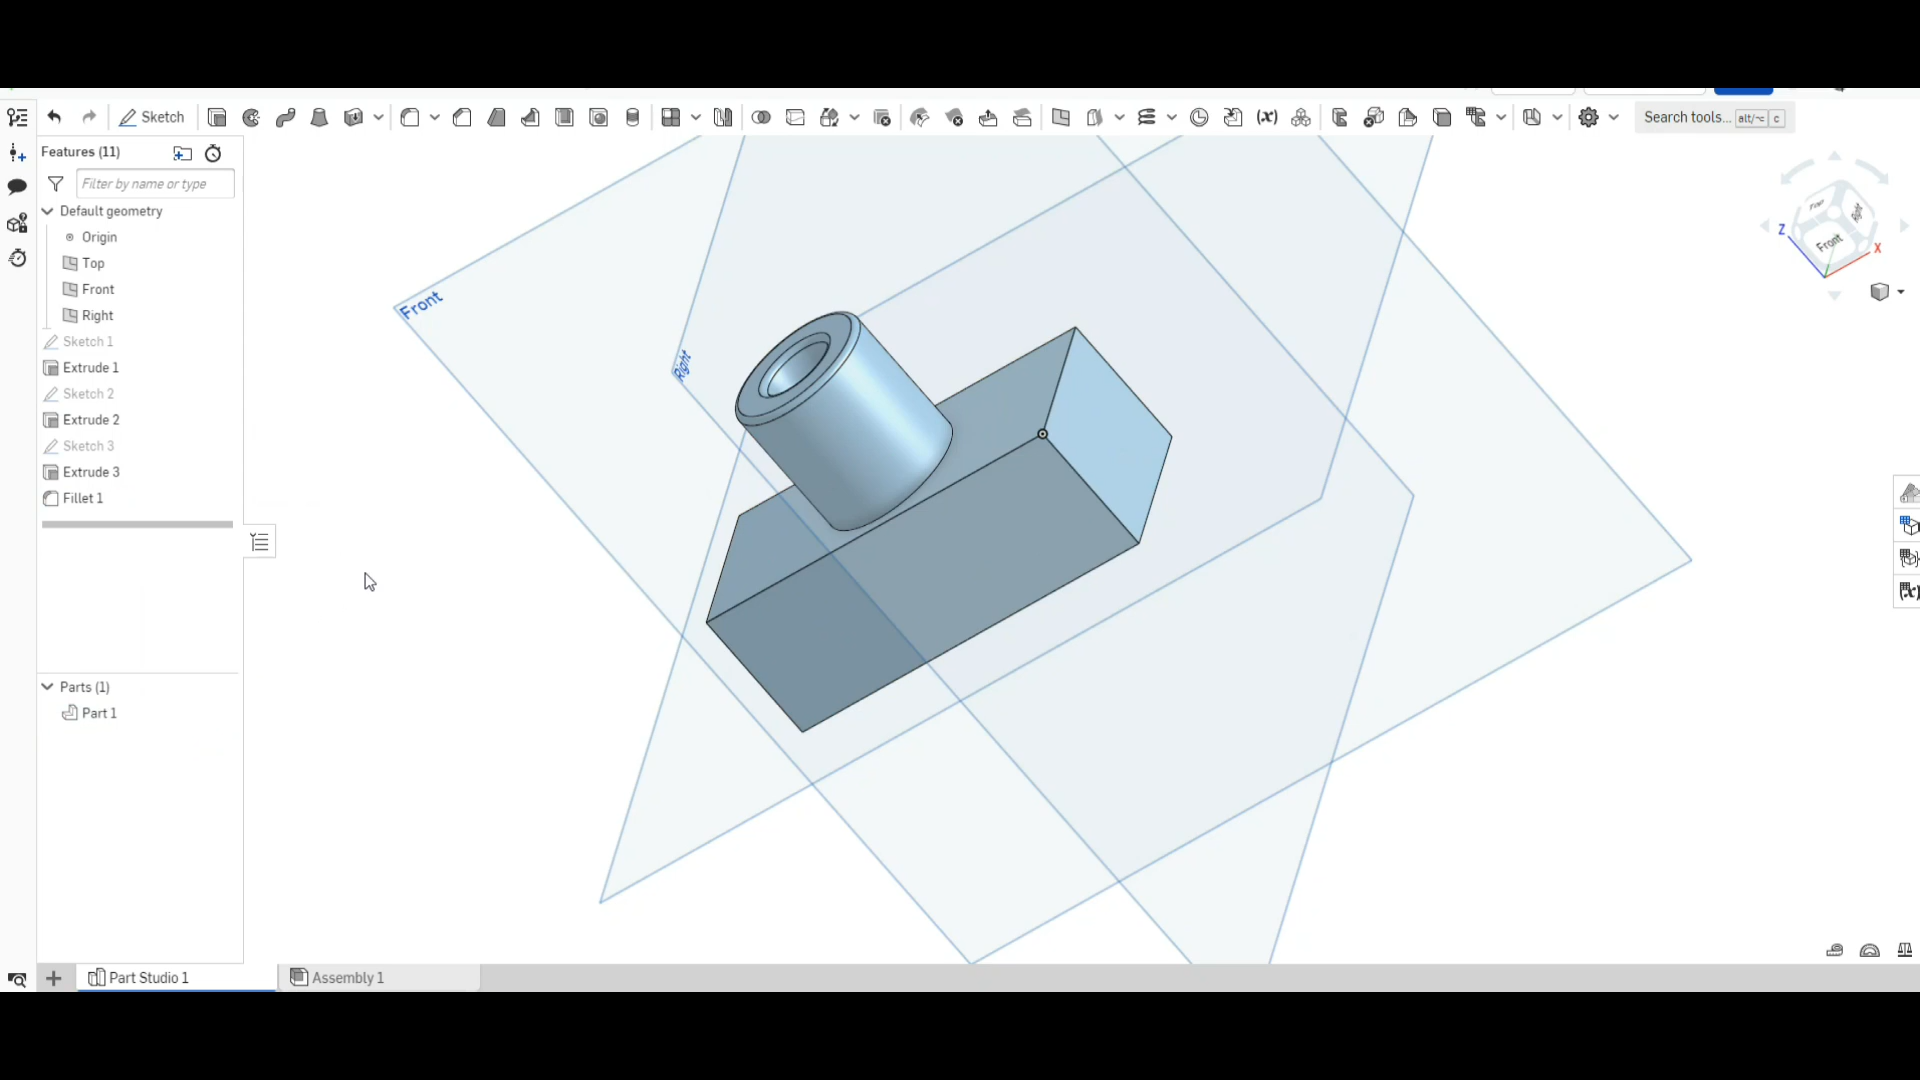 Sketch
Search tools... alt/⌥ c
Features (11)
Filter by name or type
Default geometry
Origin
Top
Front
Right
Sketch 1
Extrude 1
Sketch 2
Extrude 2
Sketch 3
Extrude 3
Fillet 1
Parts (1)
Part 1
Front
Right
Front
Z
X
Part Studio 1
Assembly 1